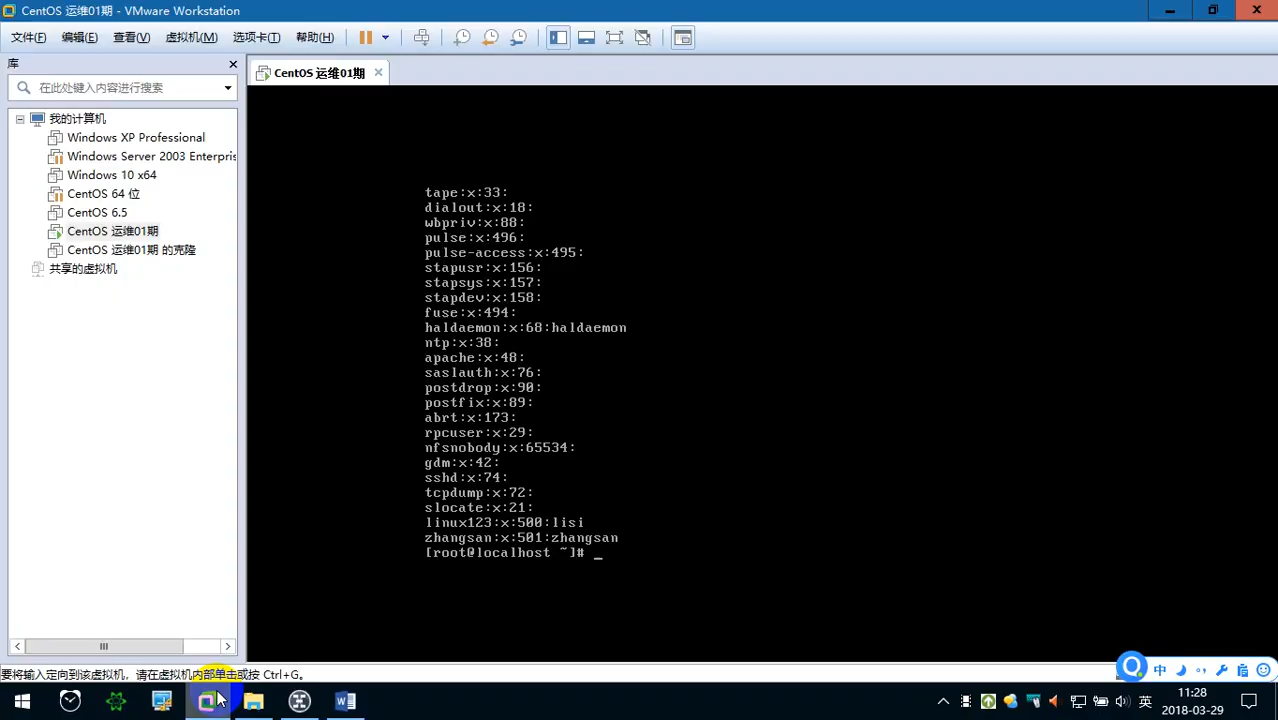 CentOS 运维01期 - VMware Workstation
文件(F) 编辑(E) 查看(V) 虚拟机(M) 选项卡(T) 帮助(H)
库
在此处键入内容进行搜索
我的计算机
Windows XP Professional
Windows Server 2003 Enterpris
Windows 10 x64
CentOS 64 位
CentOS 6.5
CentOS 运维01期
CentOS 运维01期 的克隆
共享的虚拟机
CentOS 运维01期
tape:x:33:
dialout:x:18:
wbpriv:x:88:
pulse:x:496:
pulse-access:x:495:
stapusr:x:156:
stapsys:x:157:
stapdev:x:158:
fuse:x:494:
haldaemon:x:68:haldaemon
ntp:x:38:
apache:x:48:
saslauth:x:76:
postdrop:x:90:
postfix:x:89:
abrt:x:173:
rpcuser:x:29:
nfsnobody:x:65534:
gdm:x:42:
sshd:x:74:
tcpdump:x:72:
slocate:x:21:
linux123:x:500:lisi
zhangsan:x:501:zhangsan
[root@localhost ~]# _
要将输入定向到该虚拟机，请在虚拟机内部单击或按 Ctrl+G。
中
英
11:28
2018-03-29